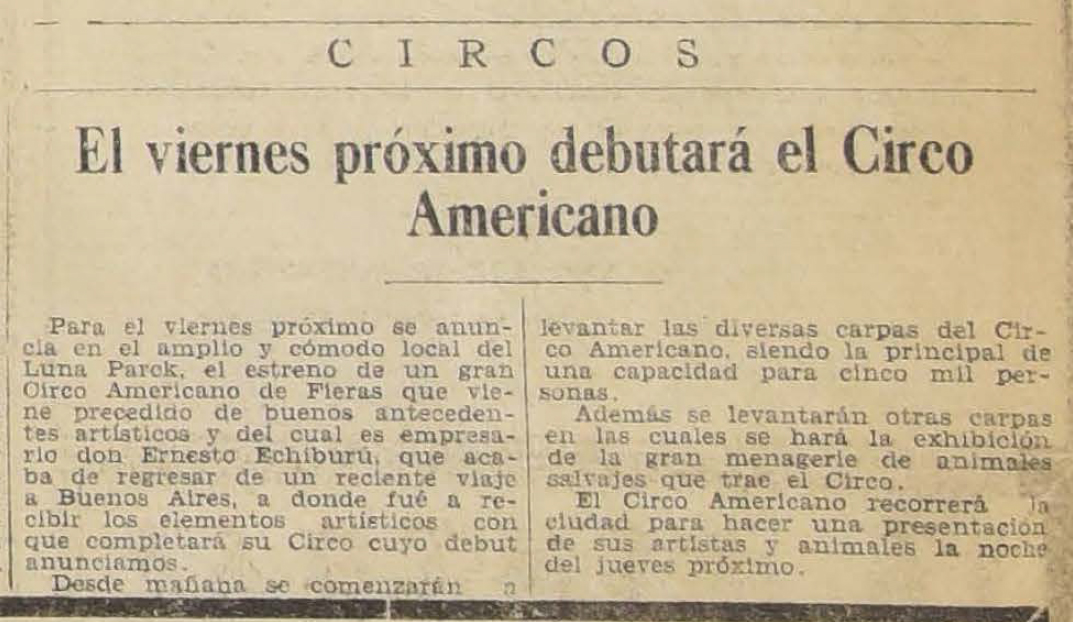 CIRCOS
El viernes próximo debutará el Circo
Americano
Para el viernes próximo se anun-
cia en el amplio y cómodo local del
Luna Parck, el estreno de un gran
Circo Americano de Fieras que vie-
ne precedido de buenos anteceden-
tes artísticos y del cual es empresa-
rio don Ernesto Echiburú, que aca-
ba de regresar de un reciente viaje
a Buenos Aires, a donde fué a re-
cibir los elementos artísticos con
que completará su Circo cuyo debut
anunciamos.
Desde mañana se comenzarán a
levantar las diversas carpas del Cir-
co Americano, siendo la principal de
una capacidad para cinco mil per-
sonas.
Además se levantarán otras carpas
en las cuales se hará la exhibición
de la gran menagerie de animales
salvajes que trae el Circo.
El Circo Americano recorrerá la
ciudad para hacer una presentación
de sus artistas y animales la noche
del jueves próximo.